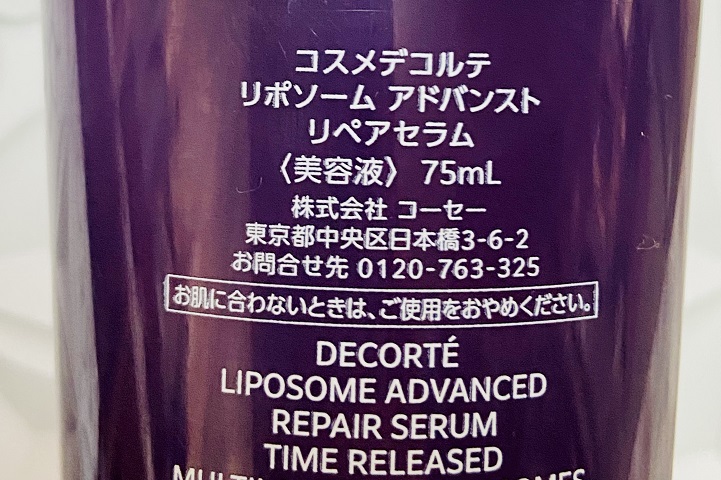 コスメデコルテ
リポソーム アドバンスト
リペアセラム
〈美容液〉 75mL
株式会社 コーセー
東京都中央区日本橋3-6-2
お問合せ先 0120-763-325
お肌に合わないときは、ご使用をおやめください。
DECORTÉ
LIPOSOME ADVANCED
REPAIR SERUM
TIME RELEASED